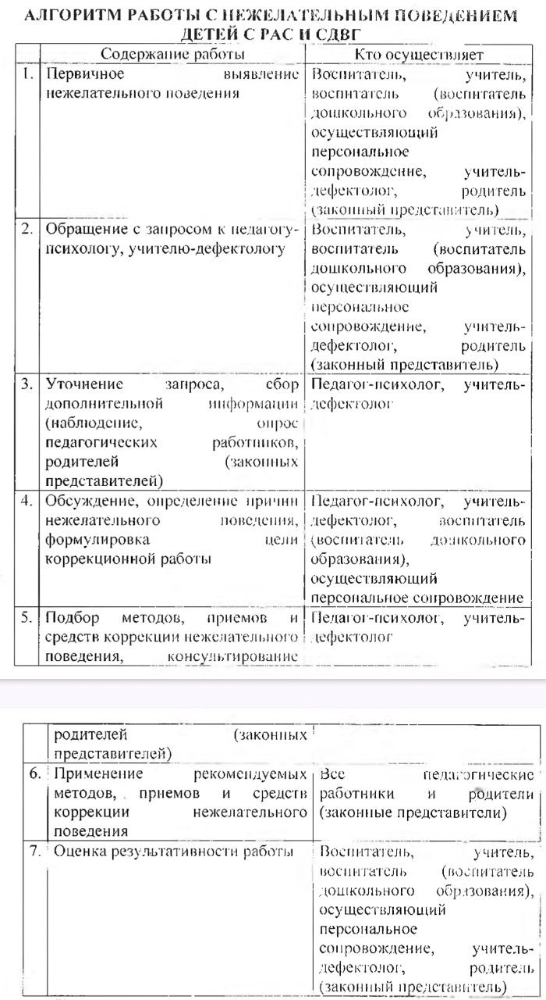 АЛГОРИТМ РАБОТЫ С НЕЖЕЛАТЕЛЬНЫМ ПОВЕДЕНИЕМ
ДЕТЕЙ С РАС И СДВГ
Содержание работы
Кто осуществляет
1.
Первичное выявление
нежелательного поведения
Воспитатель, учитель,
воспитатель (воспитатель
дошкольного образования),
осуществляющий
персональное
сопровождение, учитель-
дефектолог, родитель
(законный представитель)
2.
Обращение с запросом к педагогу-
психологу, учителю-дефектологу
Воспитатель, учитель,
воспитатель (воспитатель
дошкольного образования),
осуществляющий
персональное
сопровождение, учитель-
дефектолог, родитель
(законный представитель)
3.
Уточнение запроса, сбор
дополнительной информации
(наблюдение, опрос
педагогических работников,
родителей (законных
представителей)
Педагог-психолог, учитель-
дефектолог
4.
Обсуждение, определение причин
нежелательного поведения,
формулировка цели
коррекционной работы
Педагог-психолог, учитель-
дефектолог, воспитатель
(воспитатель дошкольного
образования),
осуществляющий
персональное сопровождение
5.
Подбор методов, приемов и
средств коррекции нежелательного
поведения, консультирование
Педагог-психолог, учитель-
дефектолог
родителей (законных
представителей)
6.
Применение рекомендуемых
методов, приемов и средств
коррекции нежелательного
поведения
Все педагогические
работники и родители
(законные представители)
7.
Оценка результативности работы
Воспитатель, учитель,
воспитатель (воспитатель
дошкольного образования),
осуществляющий
персональное
сопровождение, учитель-
дефектолог, родитель
(законный представитель)